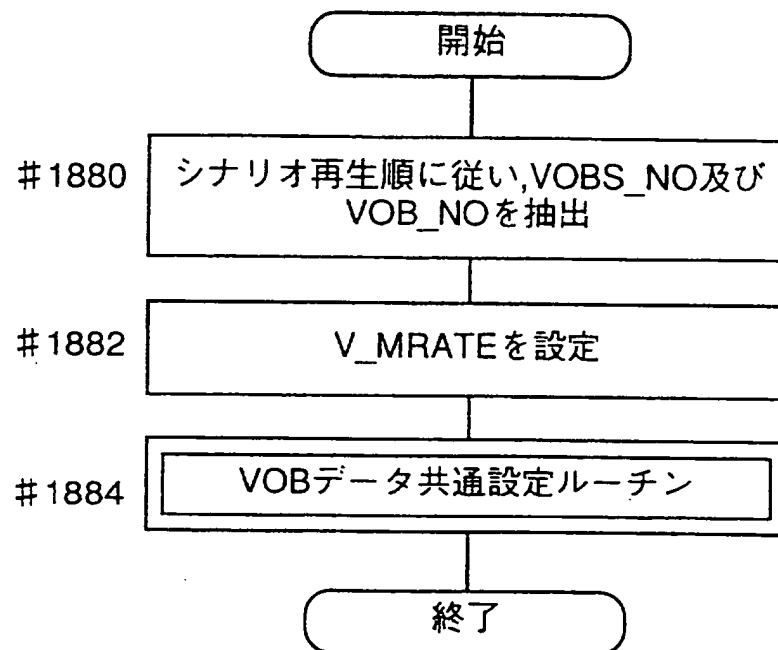 開始
#1880
シナリオ再生順に従い,VOBS_NO及び
VOB_NOを抽出
#1882
V_MRATEを設定
#1884
VOBデータ共通設定ルーチン
終了